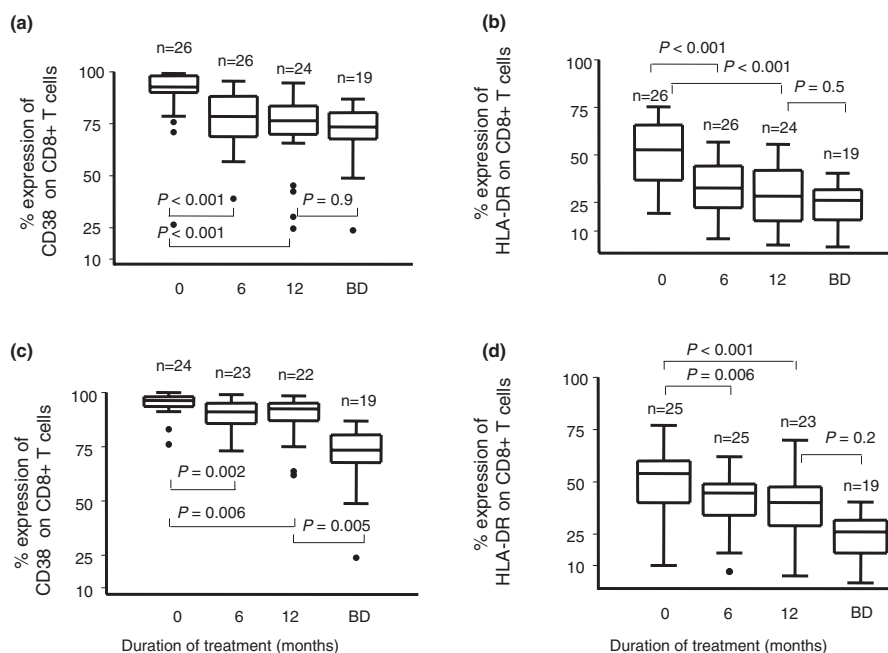 (a)
n=26
n=26
n=24
n=19
100
75
50
25
10
% expression of
CD38 on CD8+ T cells
P < 0.001
P = 0.9
P < 0.001
0 6 12 BD
(b)
P < 0.001
P < 0.001
P = 0.5
n=26
n=26
n=24
n=19
100
75
50
25
10
% expression of
HLA-DR on CD8+ T cells
0 6 12 BD
(c)
n=24
n=23
n=22
n=19
100
75
50
25
10
% expression of
CD38 on CD8+ T cells
P = 0.002
P = 0.006
P = 0.005
0 6 12 BD
Duration of treatment (months)
(d)
P < 0.001
P = 0.006
n=25
n=25
n=23
P = 0.2
n=19
100
75
50
25
10
% expression of
HLA-DR on CD8+ T cells
0 6 12 BD
Duration of treatment (months)